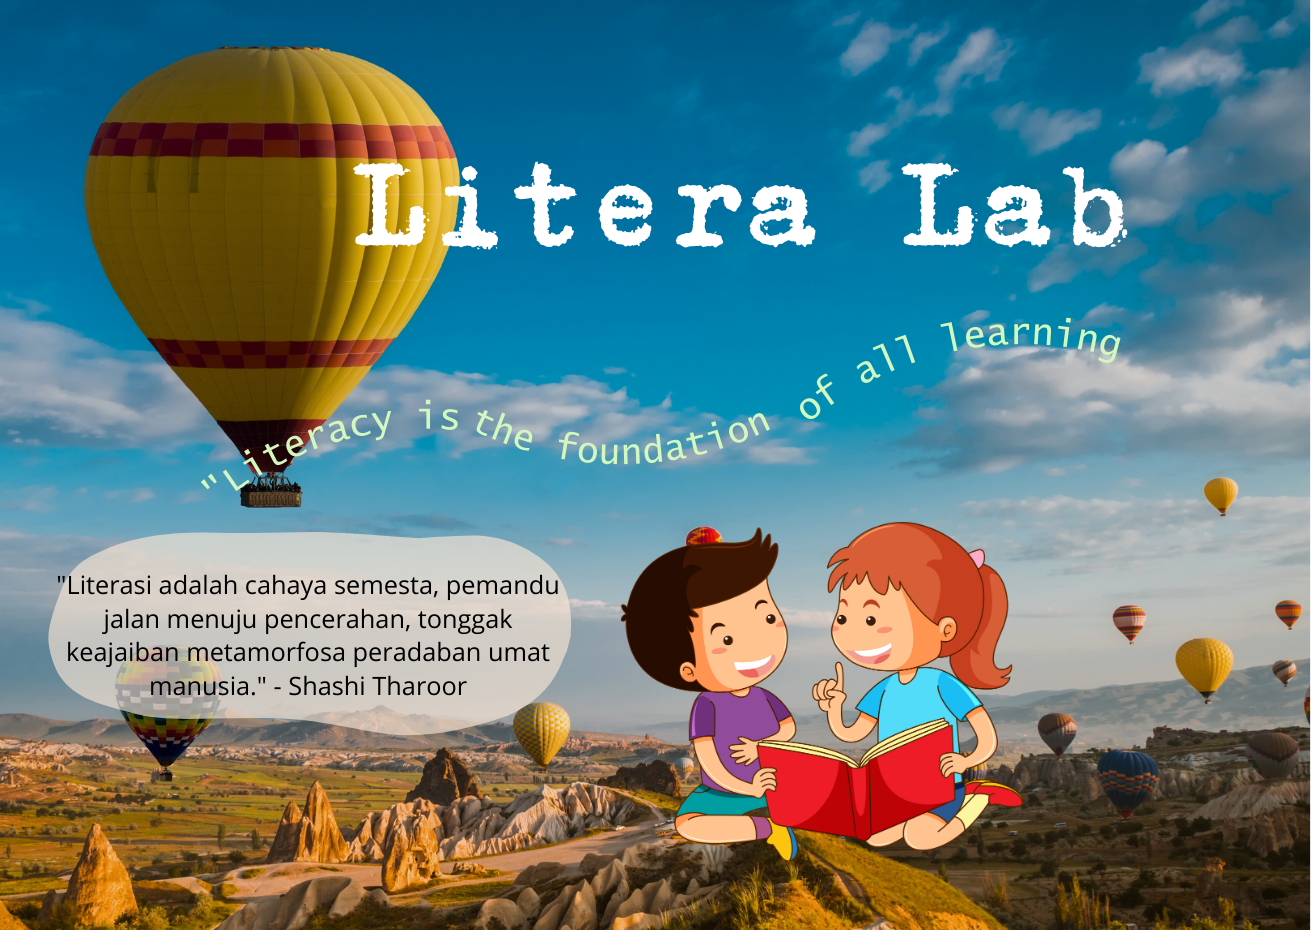 Litera Lab
"Literacy is the foundation of all learning
"Literasi adalah cahaya semesta, pemandu
jalan menuju pencerahan, tonggak
keajaiban metamorfosa peradaban umat
manusia." - Shashi Tharoor